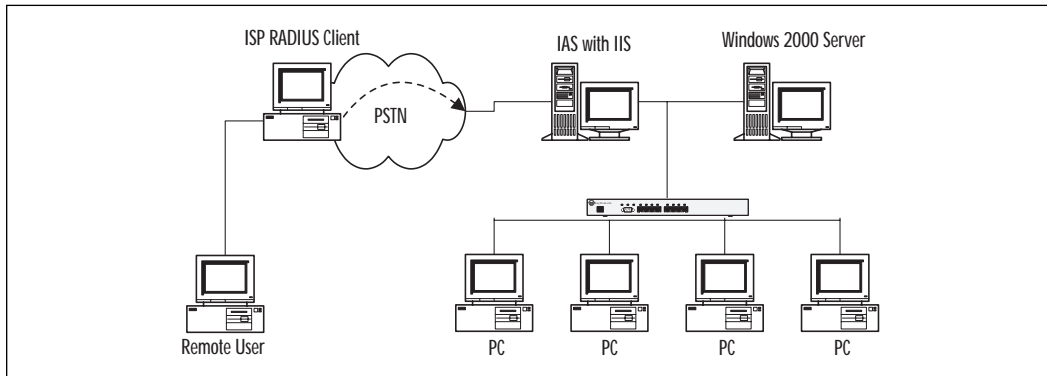 ISP RADIUS Client
IAS with IIS
Windows 2000 Server
PSTN
Remote User
PC
PC
PC
PC